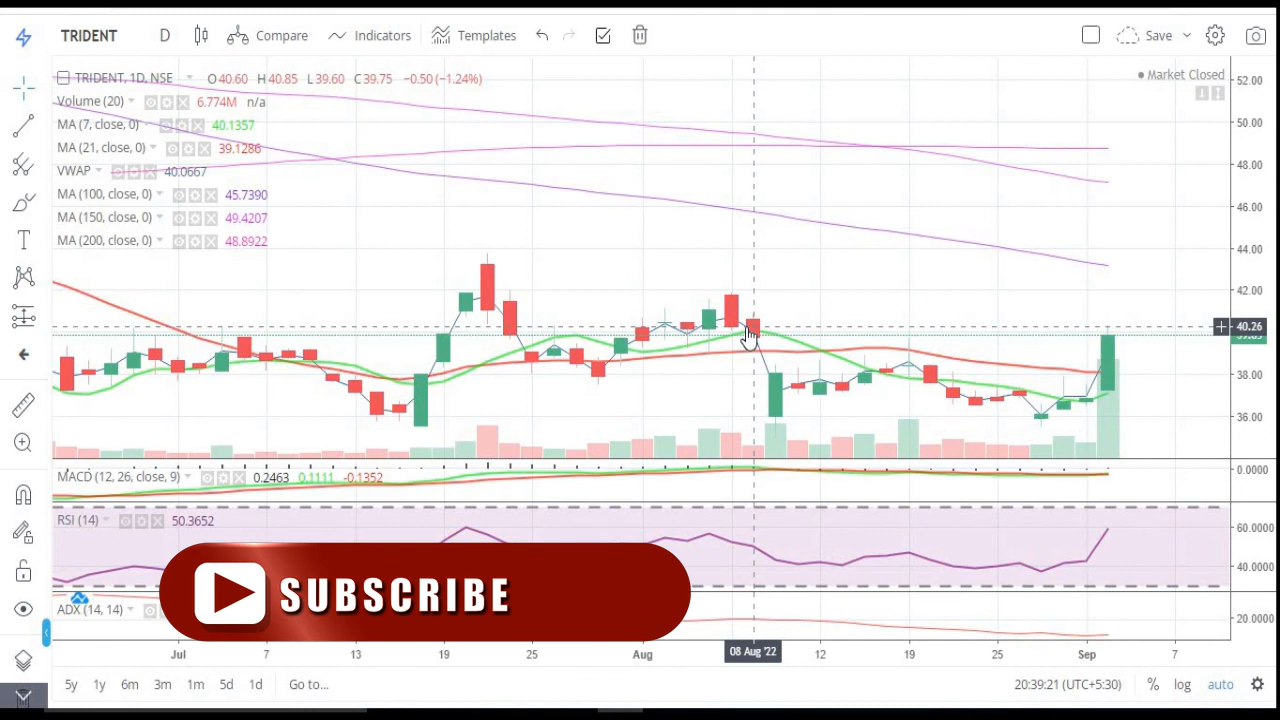 TRIDENT D Compare Indicators Templates Save
TRIDENT, 1D, NSE O40.60 H40.85 L39.60 C39.75 −0.50 (−1.24%) Market Closed
Volume (20) 6.774M n/a
MA (7, close, 0) 40.1357
MA (21, close, 0) 39.1286
VWAP 40.0667
MA (100, close, 0) 45.7390
MA (150, close, 0) 49.4207
MA (200, close, 0) 48.8922
52.00
50.00
48.00
46.00
44.00
42.00
40.26
38.00
36.00
MACD (12, 26, close, 9) 0.2463 0.1111 -0.1352 0.0000
RSI (14) 50.3652 60.0000
40.0000
SUBSCRIBE
ADX (14, 14) 20.0000
Jul 7 13 19 25 Aug 08 Aug '22 12 19 25 Sep 7
5y 1y 6m 3m 1m 5d 1d Go to... 20:39:21 (UTC+5:30) % log auto